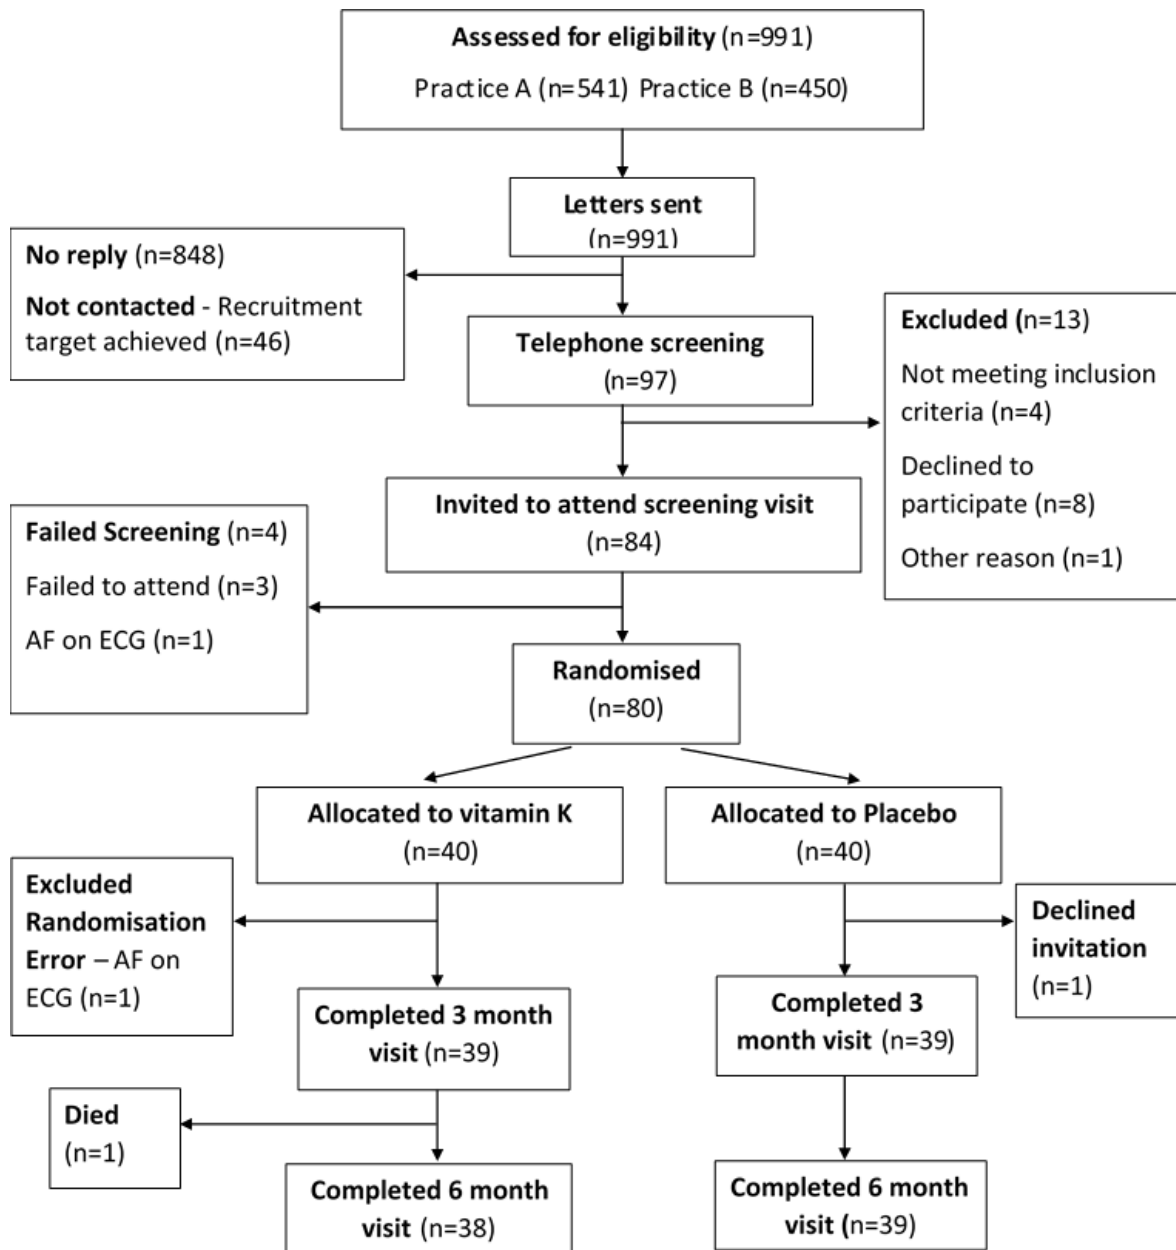 Assessed for eligibility (n=991)
Practice A (n=541) Practice B (n=450)
Letters sent
(n=991)
No reply (n=848)
Not contacted - Recruitment
target achieved (n=46)
Telephone screening
(n=97)
Excluded (n=13)
Not meeting inclusion
criteria (n=4)
Declined to
participate (n=8)
Other reason (n=1)
Invited to attend screening visit
(n=84)
Failed Screening (n=4)
Failed to attend (n=3)
AF on ECG (n=1)
Randomised
(n=80)
Allocated to vitamin K
(n=40)
Allocated to Placebo
(n=40)
Excluded
Randomisation
Error – AF on
ECG (n=1)
Declined
invitation
(n=1)
Completed 3 month
visit (n=39)
Completed 3
month visit (n=39)
Died
(n=1)
Completed 6 month
visit (n=38)
Completed 6 month
visit (n=39)